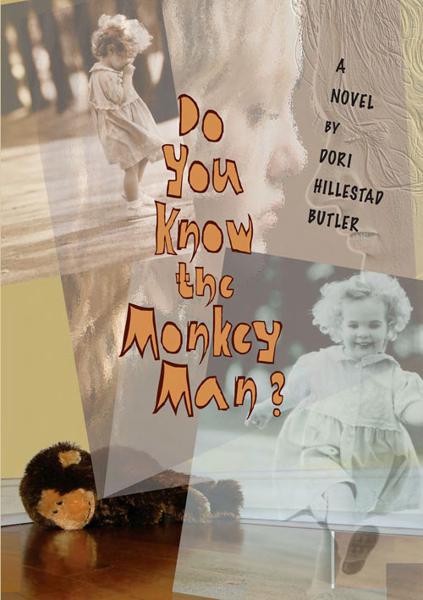 Do
You
Know
the
Monkey
Man?
A
NOVEL
BY
DORI
HILLESTAD
BUTLER